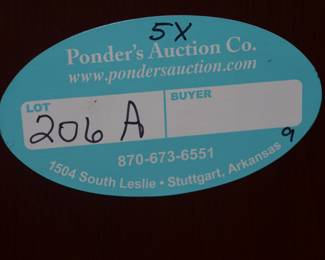 5X
Ponder's Auction Co.
www.pondersauction.com
LOT BUYER
206 A
870-673-6551
9
1504 South Leslie • Stuttgart, Arkansas